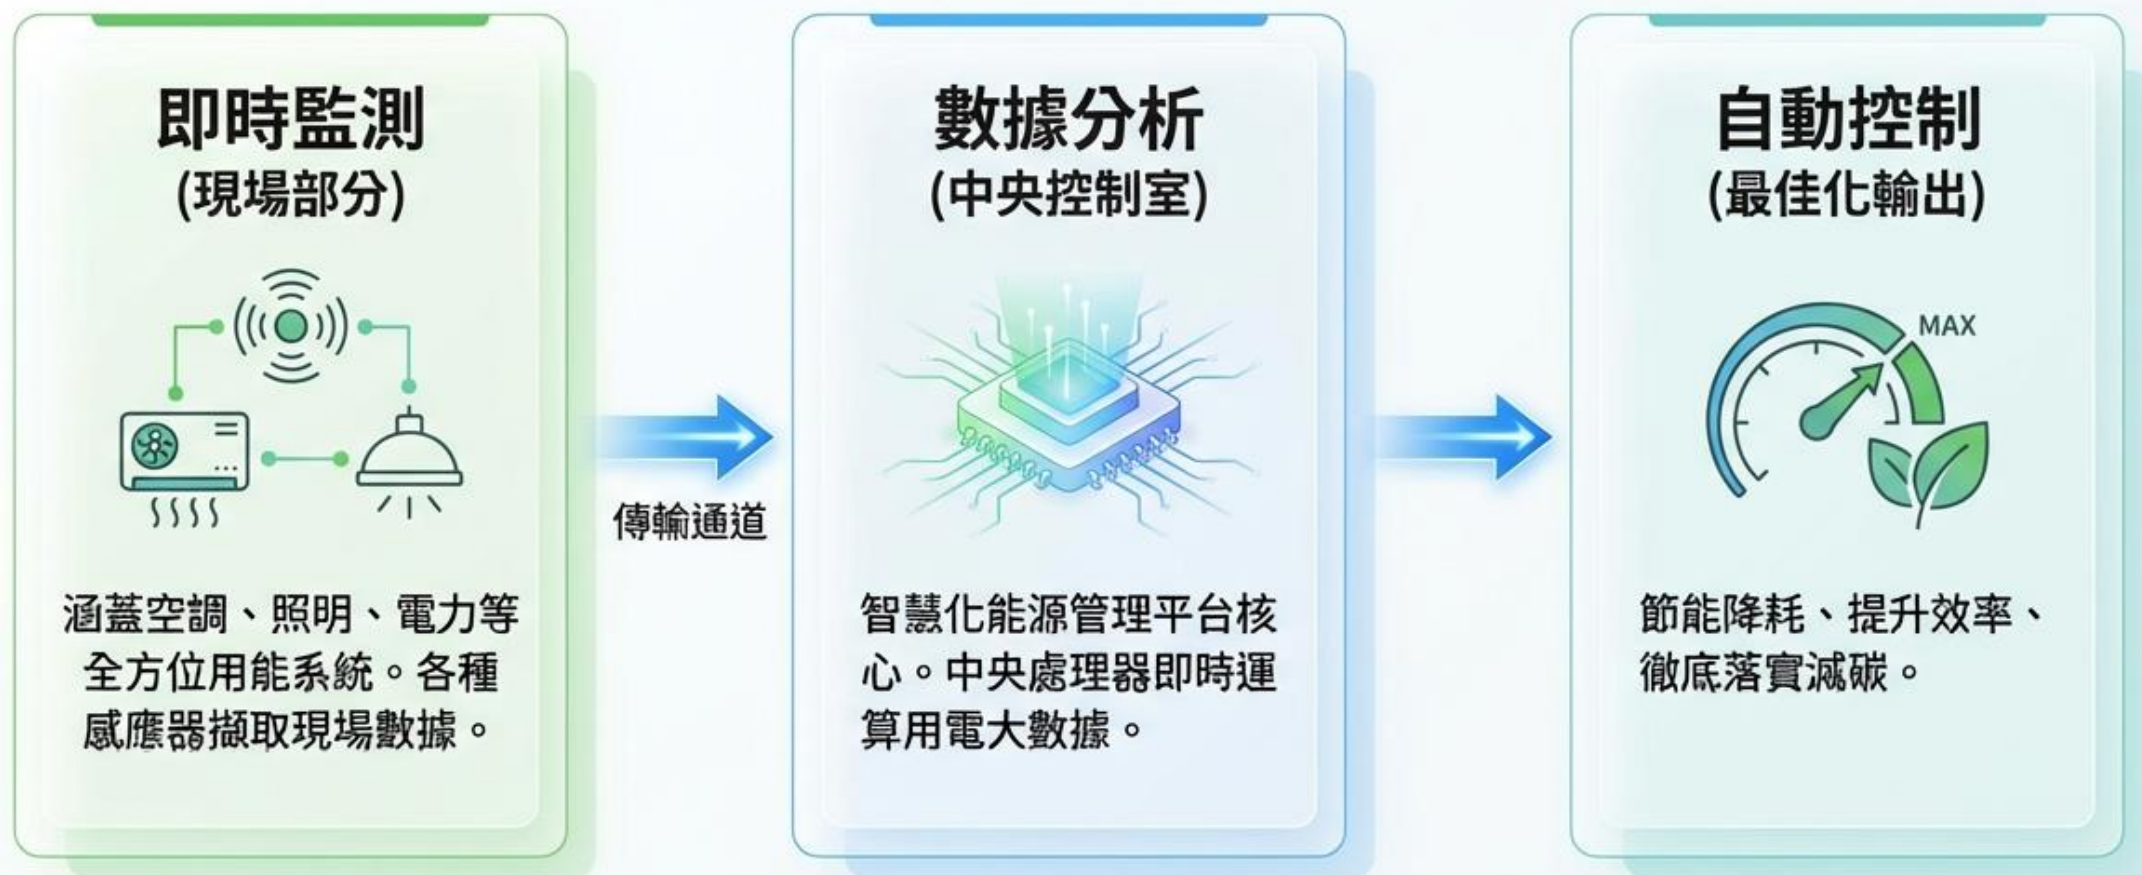 即時監測
(現場部分)
涵蓋空調、照明、電力等
全方位用能系統。各種
感應器擷取現場數據。
傳輸通道
數據分析
(中央控制室)
智慧化能源管理平台核
心。中央處理器即時運
算用電大數據。
自動控制
(最佳化輸出)
MAX
節能降耗、提升效率、
徹底落實減碳。